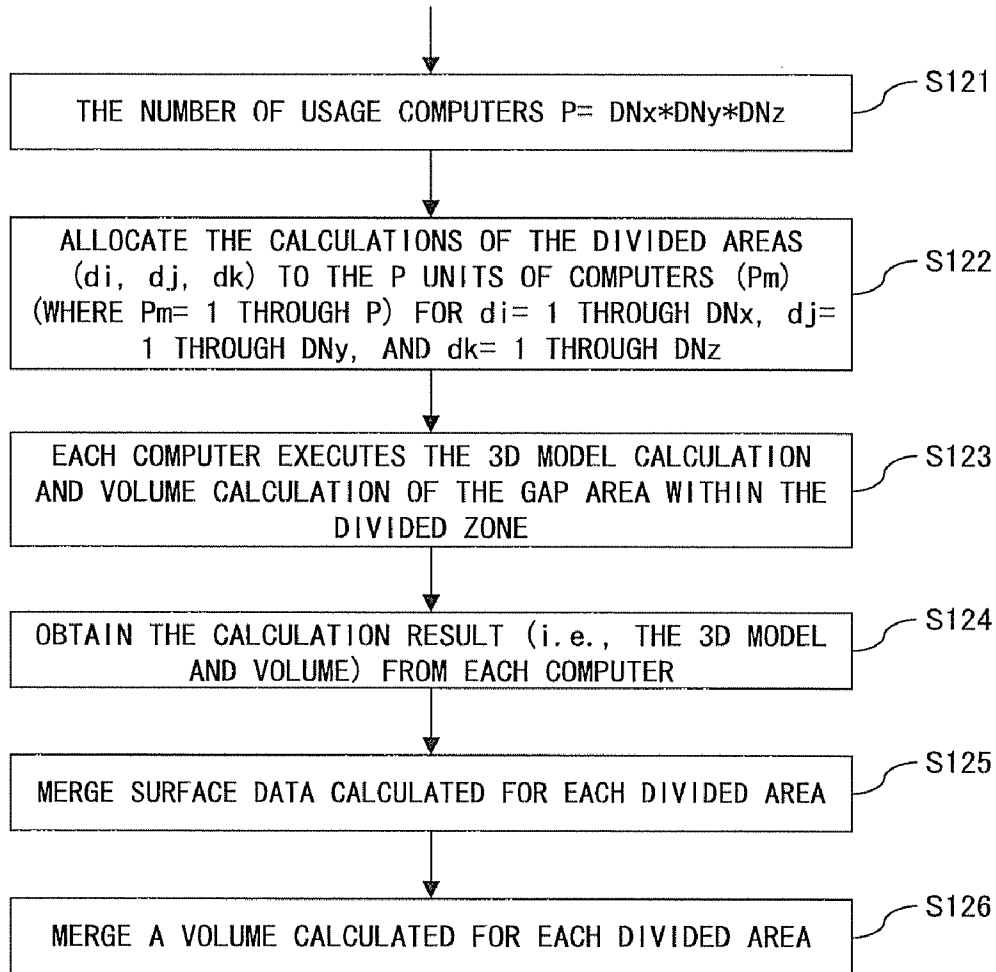 THE NUMBER OF USAGE COMPUTERS P= DNx*DNy*DNz
S121
ALLOCATE THE CALCULATIONS OF THE DIVIDED AREAS
(di, dj, dk) TO THE P UNITS OF COMPUTERS (Pm)
(WHERE Pm= 1 THROUGH P) FOR di= 1 THROUGH DNx, dj=
1 THROUGH DNy, AND dk= 1 THROUGH DNz
S122
EACH COMPUTER EXECUTES THE 3D MODEL CALCULATION
AND VOLUME CALCULATION OF THE GAP AREA WITHIN THE
DIVIDED ZONE
S123
OBTAIN THE CALCULATION RESULT (i.e., THE 3D MODEL
AND VOLUME) FROM EACH COMPUTER
S124
MERGE SURFACE DATA CALCULATED FOR EACH DIVIDED AREA
S125
MERGE A VOLUME CALCULATED FOR EACH DIVIDED AREA
S126